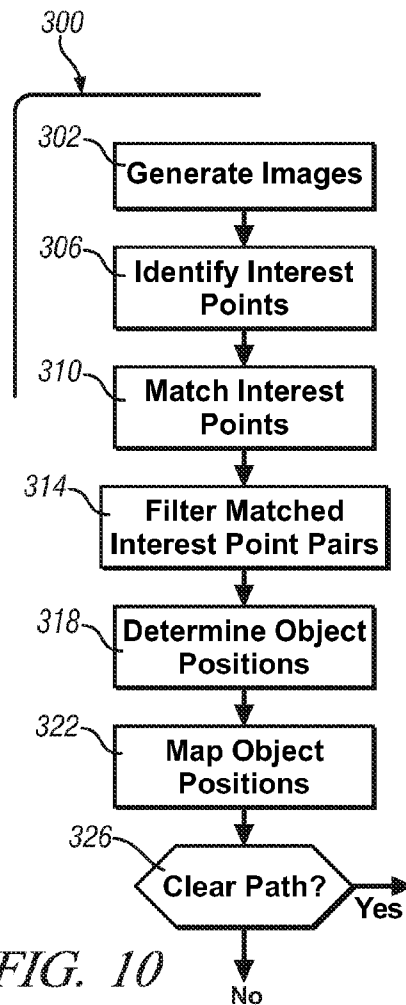 300
302
Generate Images
306
Identify Interest
Points
310
Match Interest
Points
314
Filter Matched
Interest Point Pairs
318
Determine Object
Positions
322
Map Object
Positions
326
Clear Path?
Yes
No
FIG. 10